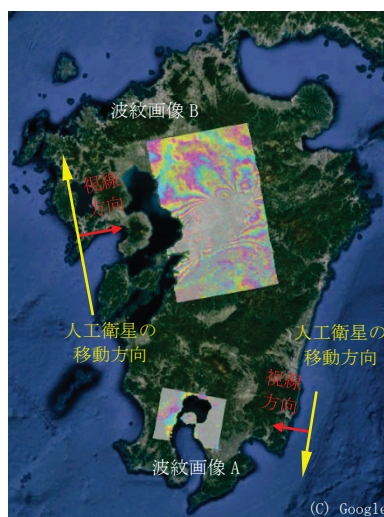 波紋画像 B
視線
方向
人工衛星の
移動方向
人工衛星の
移動方向
視線
方向
波紋画像 A
(C) Google